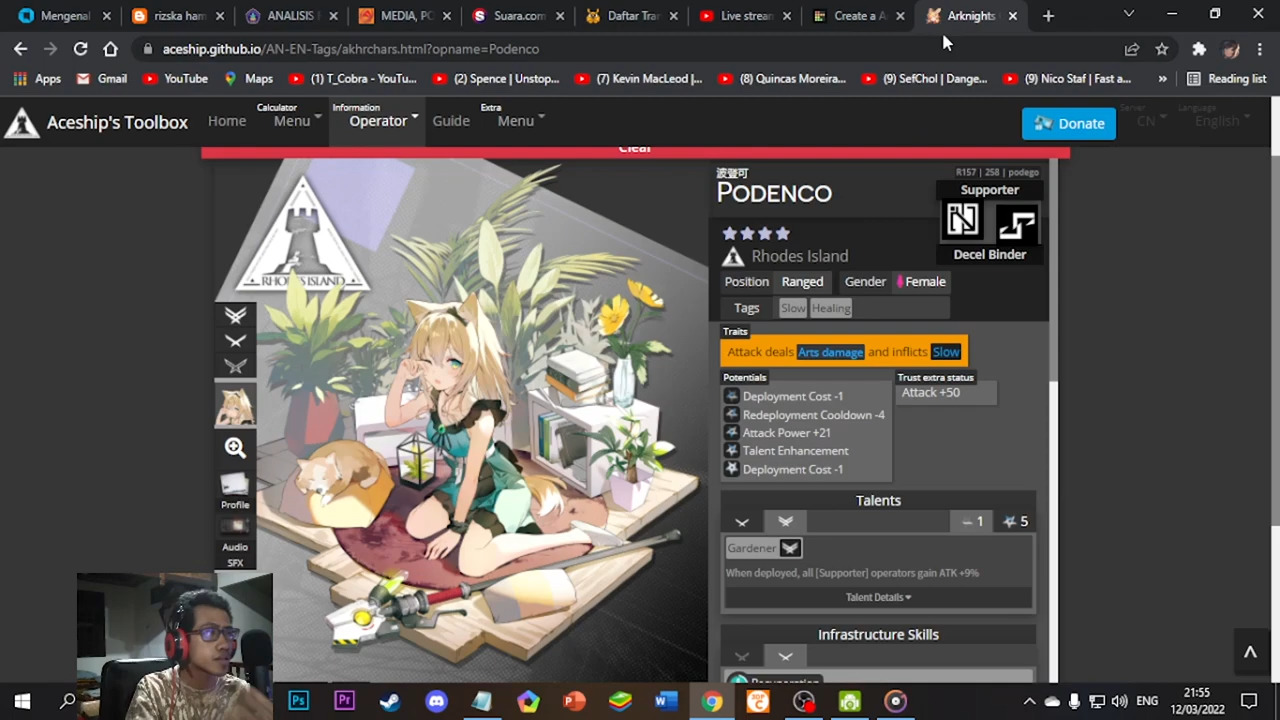 Mengenal
rizska ham
ANALISIS F
MEDIA, PO
Suara.com
Daftar Tran
Live stream
Create a A
Arknights
aceship.github.io/AN-EN-Tags/akhrchars.html?opname=Podenco
Apps
Gmail
YouTube
Maps
(1) T_Cobra - YouTu...
(2) Spence | Unstop...
(7) Kevin MacLeod |...
(8) Quincas Moreira...
(9) SefChol | Dange...
(9) Nico Staf | Fast a...
»
Reading list
Aceship's Toolbox
Home
Calculator
Menu
Information
Operator
Guide
Extra
Menu
Donate
Server
CN
Language
English
Clear
RHODES ISLAND
Profile
Audio
SFX
波登可
PODENCO
R157 | 258 | podego
Supporter
Decel Binder
Rhodes Island
Position Ranged Gender Female
Tags Slow Healing
Traits
Attack deals Arts damage and inflicts Slow
Potentials
Deployment Cost -1
Redeployment Cooldown -4
Attack Power +21
Talent Enhancement
Deployment Cost -1
Trust extra status
Attack +50
Talents
1 5
Gardener
When deployed, all [Supporter] operators gain ATK +9%
Talent Details
Infrastructure Skills
Recuperation
ENG
21:55
12/03/2022